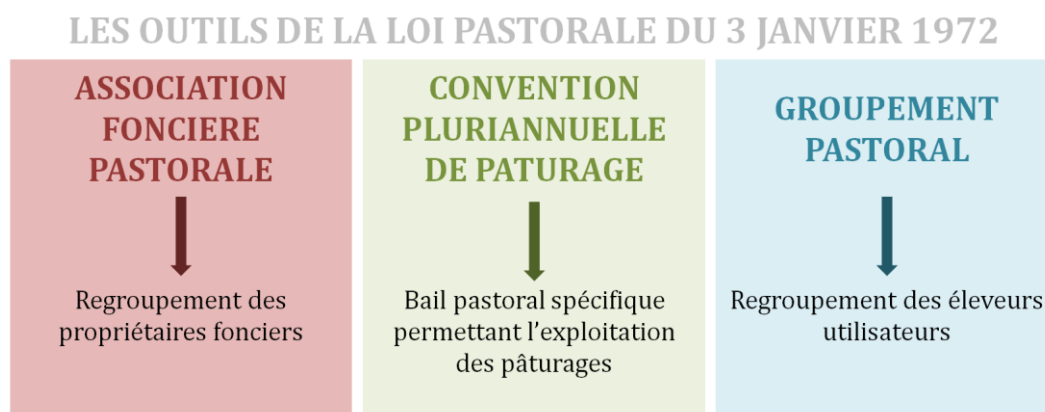 LES OUTILS DE LA LOI PASTORALE DU 3 JANVIER 1972
ASSOCIATION
FONCIERE
PASTORALE
Regroupement des
propriétaires fonciers
CONVENTION
PLURIANNUELLE
DE PATURAGE
Bail pastoral spécifique
permettant l'exploitation
des pâturages
GROUPEMENT
PASTORAL
Regroupement des éleveurs
utilisateurs